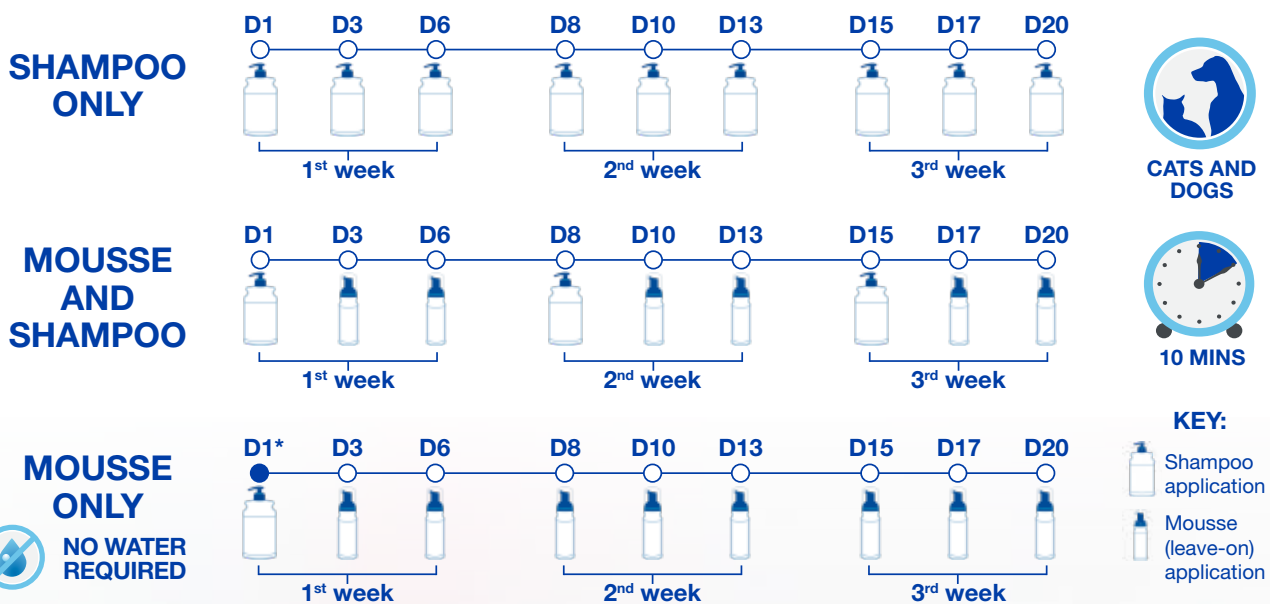 D1 D3 D6 D8 D10 D13 D15 D17 D20
SHAMPOO
ONLY
1st week 2nd week 3rd week
CATS AND
DOGS
D1 D3 D6 D8 D10 D13 D15 D17 D20
MOUSSE
AND
SHAMPOO
1st week 2nd week 3rd week
10 MINS
D1* D3 D6 D8 D10 D13 D15 D17 D20
MOUSSE
ONLY
NO WATER
REQUIRED
1st week 2nd week 3rd week
KEY:
Shampoo
application
Mousse
(leave-on)
application